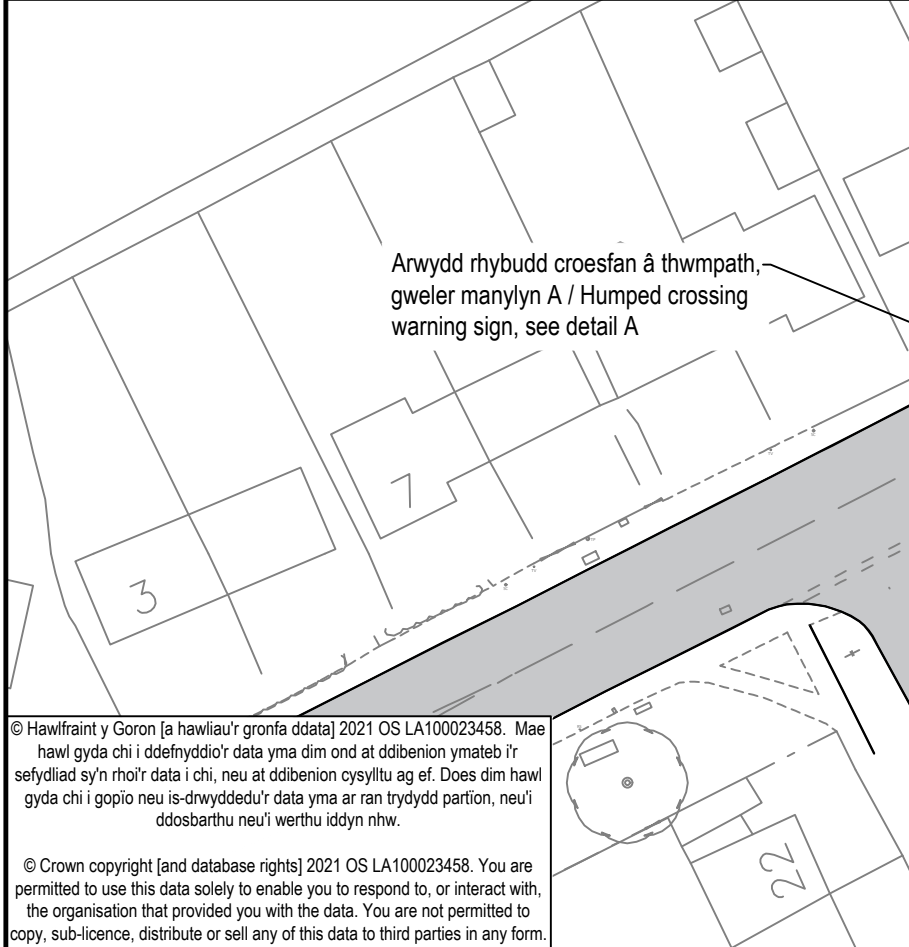 Arwydd rhybudd croesfan â thwmpath,
gweler manylyn A / Humped crossing
warning sign, see detail A
7
3
22
© Hawlfraint y Goron [a hawliau'r gronfa ddata] 2021 OS LA100023458. Mae
hawl gyda chi i ddefnyddio'r data yma dim ond at ddibenion ymateb i'r
sefydliad sy'n rhoi'r data i chi, neu at ddibenion cysylltu ag ef. Does dim hawl
gyda chi i gopïo neu is-drwyddedu'r data yma ar ran trydydd partïon, neu'i
ddosbarthu neu'i werthu iddyn nhw.
© Crown copyright [and database rights] 2021 OS LA100023458. You are
permitted to use this data solely to enable you to respond to, or interact with,
the organisation that provided you with the data. You are not permitted to
copy, sub-licence, distribute or sell any of this data to third parties in any form.